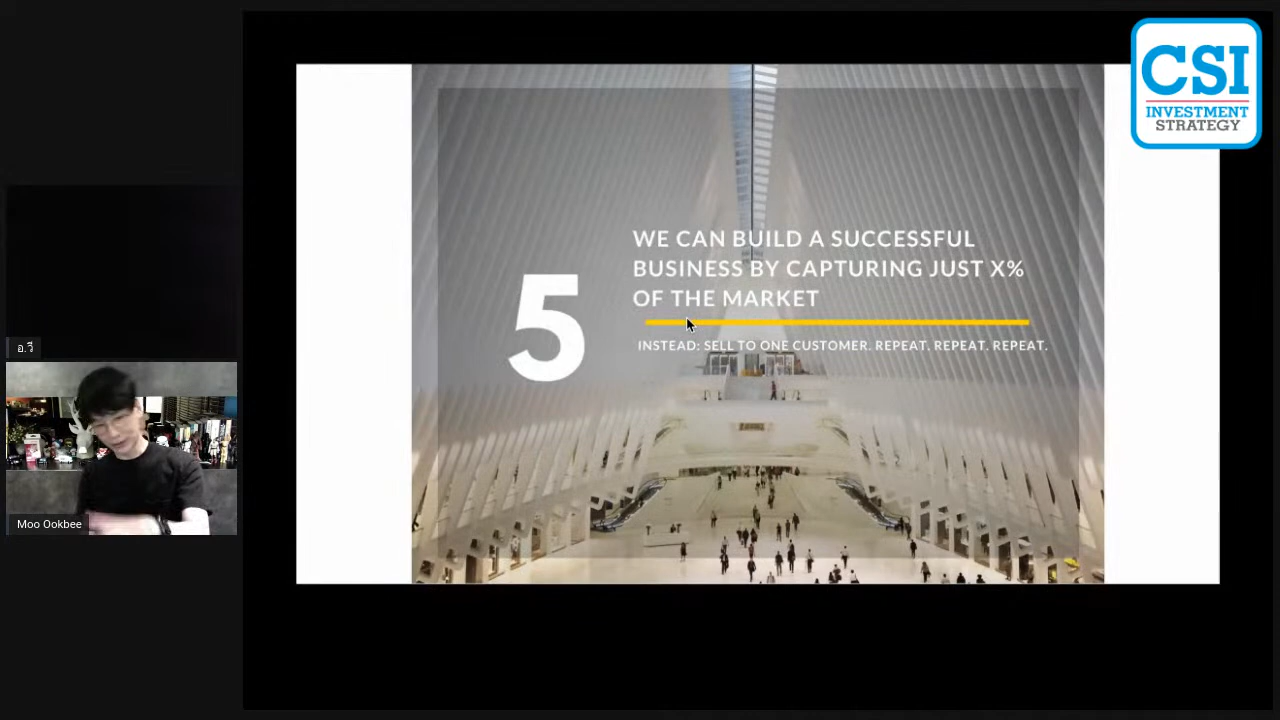 CSI
INVESTMENT
STRATEGY
5
WE CAN BUILD A SUCCESSFUL
BUSINESS BY CAPTURING JUST X%
OF THE MARKET
INSTEAD: SELL TO ONE CUSTOMER. REPEAT. REPEAT. REPEAT.
อ.วี
Moo Ookbee